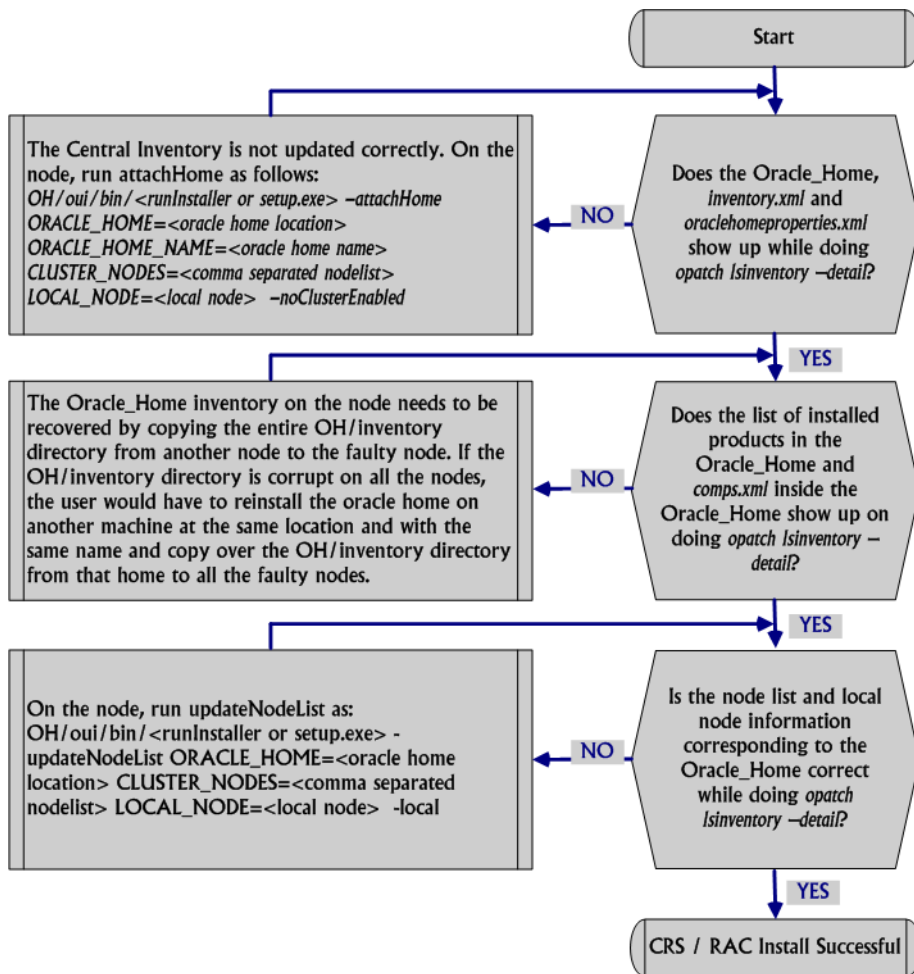 Start
Does the Oracle_Home,
inventory.xml and
oraclehomeproperties.xml
show up while doing
opatch lsinventory –detail?
NO
The Central Inventory is not updated correctly. On the
node, run attachHome as follows:
OH/oui/bin/<runInstaller or setup.exe> –attachHome
ORACLE_HOME=<oracle home location>
ORACLE_HOME_NAME=<oracle home name>
CLUSTER_NODES=<comma separated nodelist>
LOCAL_NODE=<local node> –noClusterEnabled
YES
Does the list of installed
products in the
Oracle_Home and
comps.xml inside the
Oracle_Home show up on
doing opatch lsinventory –
detail?
NO
The Oracle_Home inventory on the node needs to be
recovered by copying the entire OH/inventory
directory from another node to the faulty node. If the
OH/inventory directory is corrupt on all the nodes,
the user would have to reinstall the oracle home on
another machine at the same location and with the
same name and copy over the OH/inventory directory
from that home to all the faulty nodes.
YES
Is the node list and local
node information
corresponding to the
Oracle_Home correct
while doing opatch
lsinventory –detail?
NO
On the node, run updateNodeList as:
OH/oui/bin/<runInstaller or setup.exe> -
updateNodeList ORACLE_HOME=<oracle home
location> CLUSTER_NODES=<comma separated
nodelist> LOCAL_NODE=<local node> -local
YES
CRS / RAC Install Successful